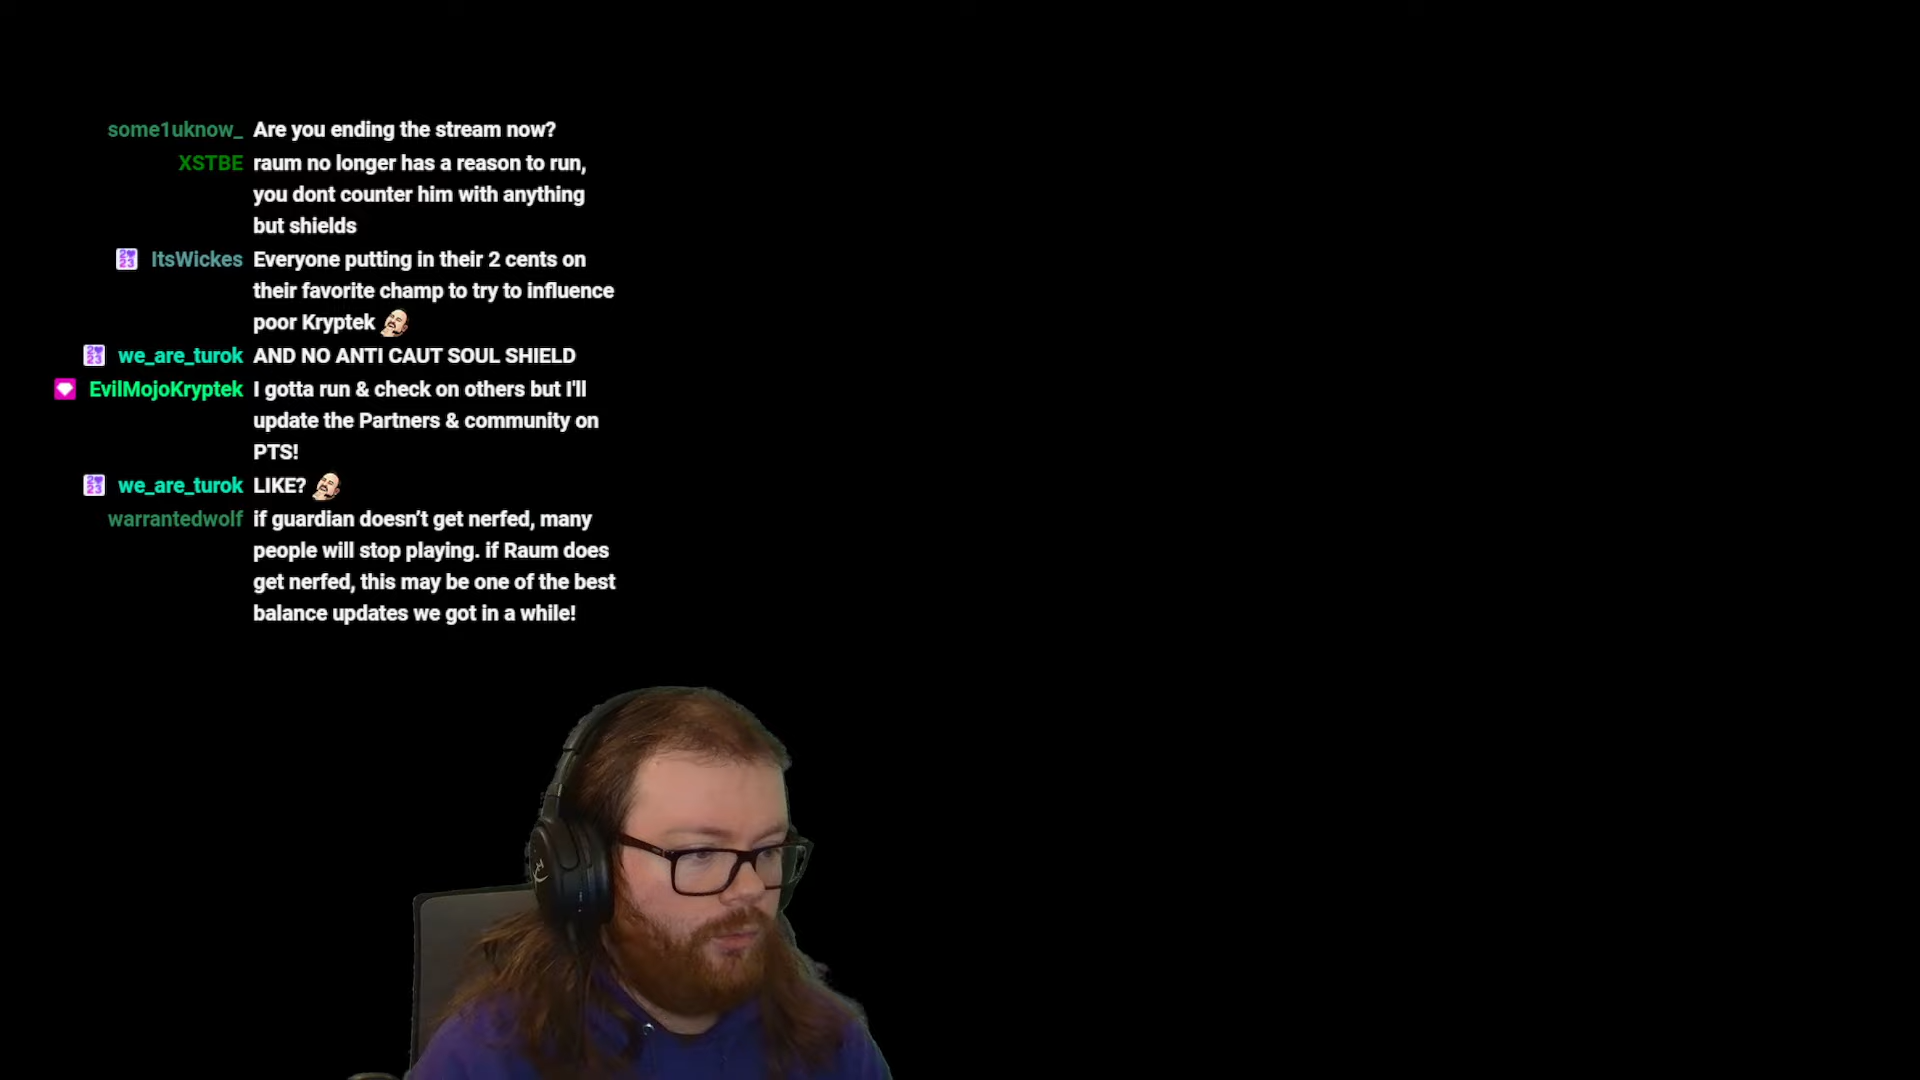 some1uknow_ Are you ending the stream now?
XSTBE raum no longer has a reason to run,
you dont counter him with anything
but shields
ItsWickes Everyone putting in their 2 cents on
their favorite champ to try to influence
poor Kryptek
we_are_turok AND NO ANTI CAUT SOUL SHIELD
EvilMojoKryptek I gotta run & check on others but I'll
update the Partners & community on
PTS!
we_are_turok LIKE?
warrantedwolf if guardian doesn’t get nerfed, many
people will stop playing. if Raum does
get nerfed, this may be one of the best
balance updates we got in a while!